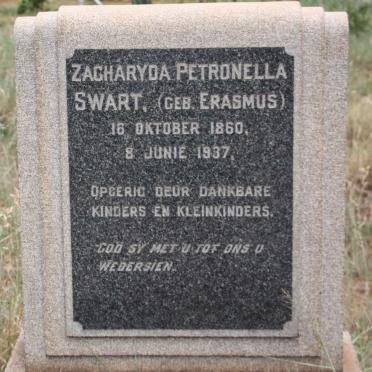 ZACHARYDA PETRONELLA
SWART, (GEB. ERASMUS)
16 OKTOBER 1860,
8 JUNIE 1937,
OPGERIG DEUR DANKBARE
KINDERS EN KLEINKINDERS.
GOD SY MET U TOT ONS U
WEDERSIEN.